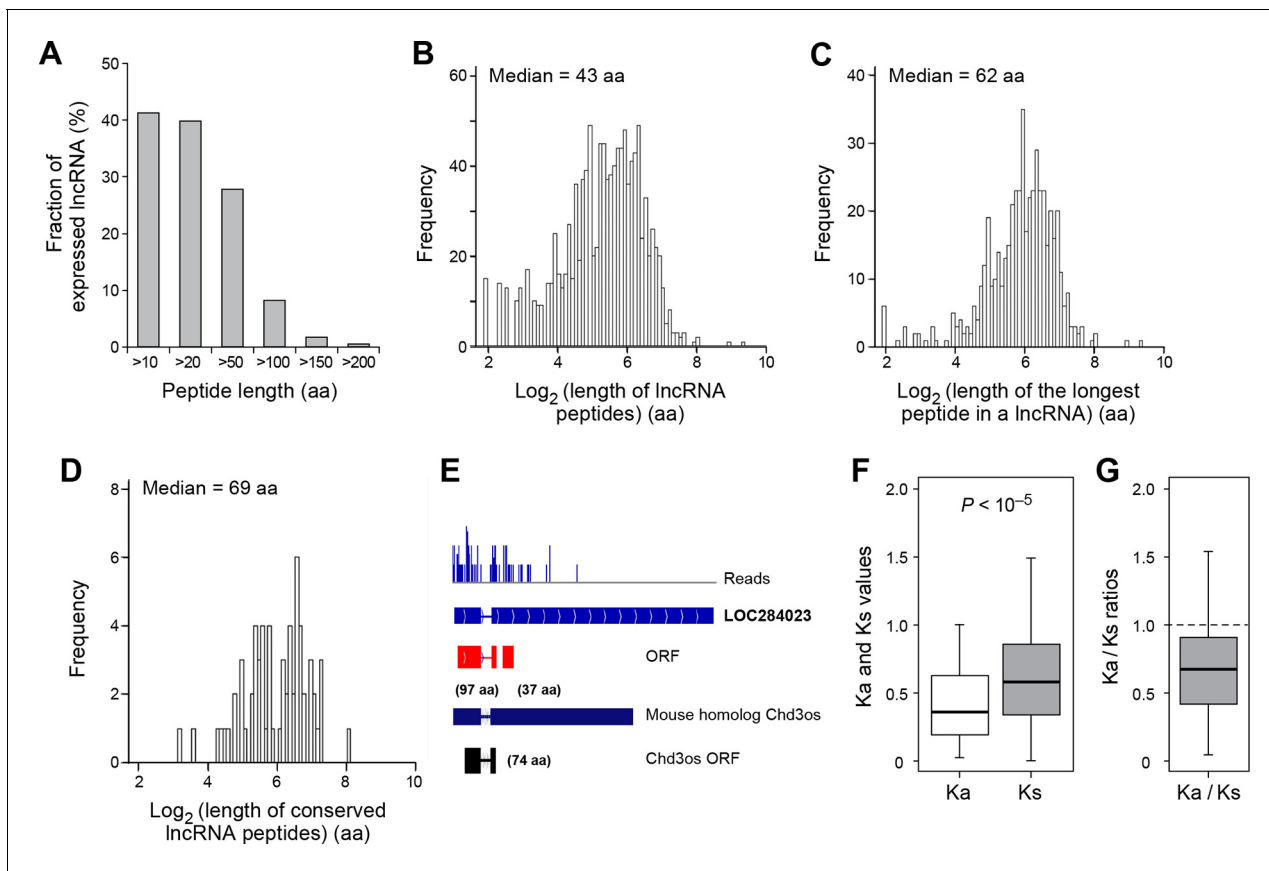 A
50
40
30
20
10
0
Fraction of
expressed lncRNA (%)
>10 >20 >50 >100 >150 >200
Peptide length (aa)
B
Median = 43 aa
60
40
20
0
Frequency
2 4 6 8 10
Log2 (length of lncRNA
peptides) (aa)
C
Median = 62 aa
40
30
20
10
0
Frequency
2 4 6 8 10
Log2 (length of the longest
peptide in a lncRNA) (aa)
D
Median = 69 aa
8
6
4
2
0
Frequency
2 4 6 8 10
Log2 (length of conserved
lncRNA peptides) (aa)
E
Reads
LOC284023
ORF
(97 aa) (37 aa)
Mouse homolog Chd3os
Chd3os ORF
(74 aa)
F
2.0
1.5
1.0
0.5
0
Ka and Ks values
P < 10–5
Ka Ks
G
2.0
1.5
1.0
0.5
0
Ka / Ks ratios
Ka / Ks